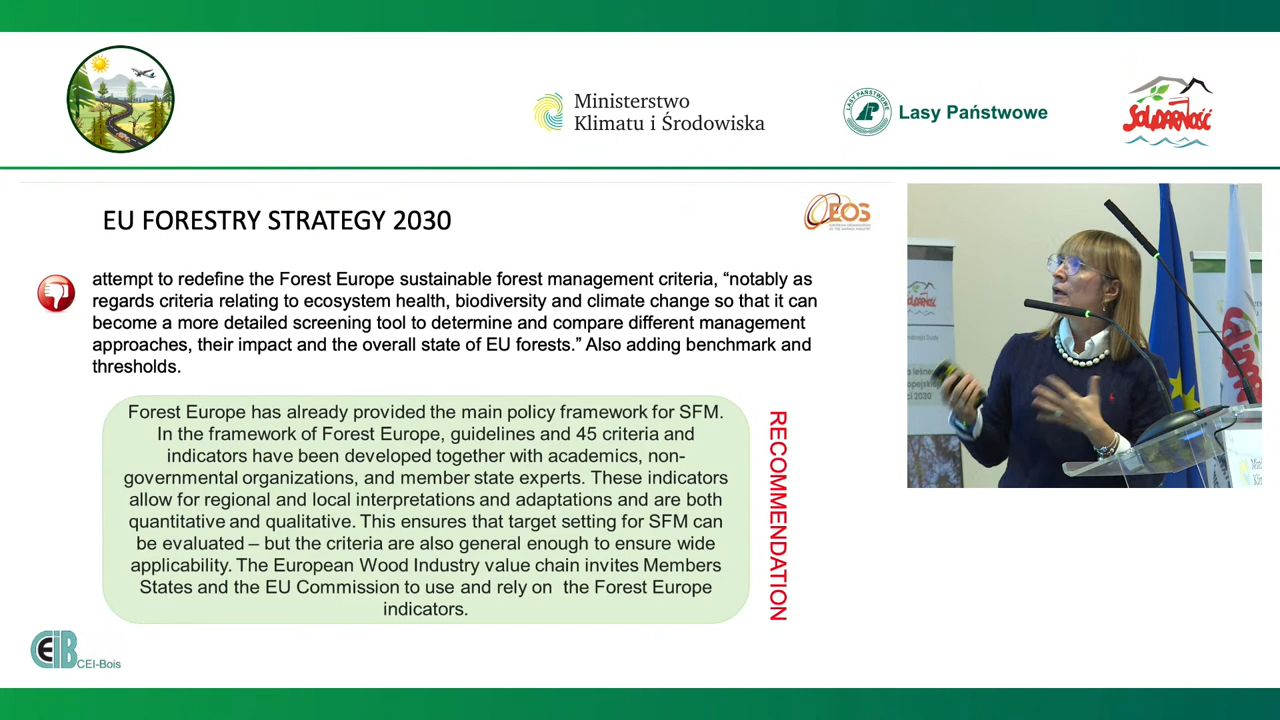 Ministerstwo
Klimatu i Środowiska
LASY PAŃSTWOWE
Lasy Państwowe
SOLIDARNOŚĆ
EU FORESTRY STRATEGY 2030
EOS
attempt to redefine the Forest Europe sustainable forest management criteria, “notably as
regards criteria relating to ecosystem health, biodiversity and climate change so that it can
become a more detailed screening tool to determine and compare different management
approaches, their impact and the overall state of EU forests.” Also adding benchmark and
thresholds.
Forest Europe has already provided the main policy framework for SFM.
In the framework of Forest Europe, guidelines and 45 criteria and
indicators have been developed together with academics, non-
governmental organizations, and member state experts. These indicators
allow for regional and local interpretations and adaptations and are both
quantitative and qualitative. This ensures that target setting for SFM can
be evaluated – but the criteria are also general enough to ensure wide
applicability. The European Wood Industry value chain invites Members
States and the EU Commission to use and rely on  the Forest Europe
indicators.
RECOMMENDATION
CEIB
CEI-Bois